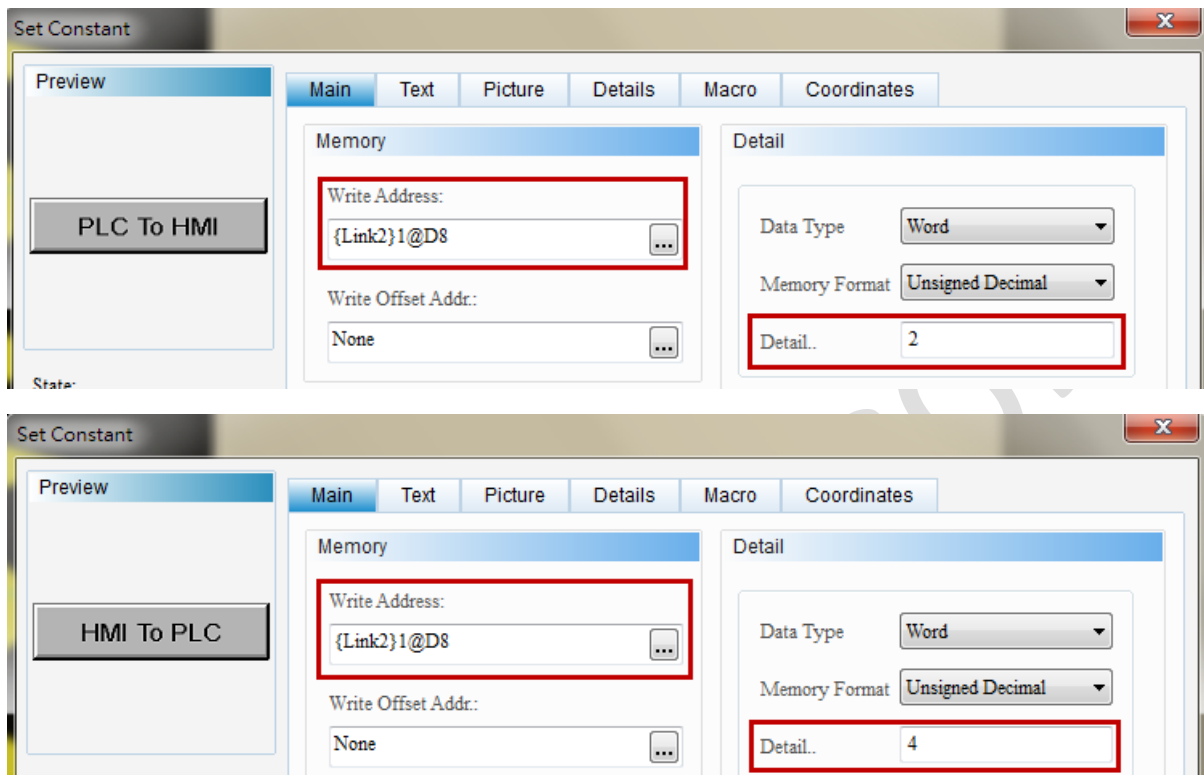 Set Constant
Preview
Main Text Picture Details Macro Coordinates
Memory
Detail
Write Address:
PLC To HMI
{Link2}1@D8
...
Data Type
Word
Memory Format
Unsigned Decimal
Write Offset Addr.:
None
...
Detail..
2
State:
Set Constant
Preview
Main Text Picture Details Macro Coordinates
Memory
Detail
Write Address:
HMI To PLC
{Link2}1@D8
...
Data Type
Word
Memory Format
Unsigned Decimal
Write Offset Addr.:
None
...
Detail..
4